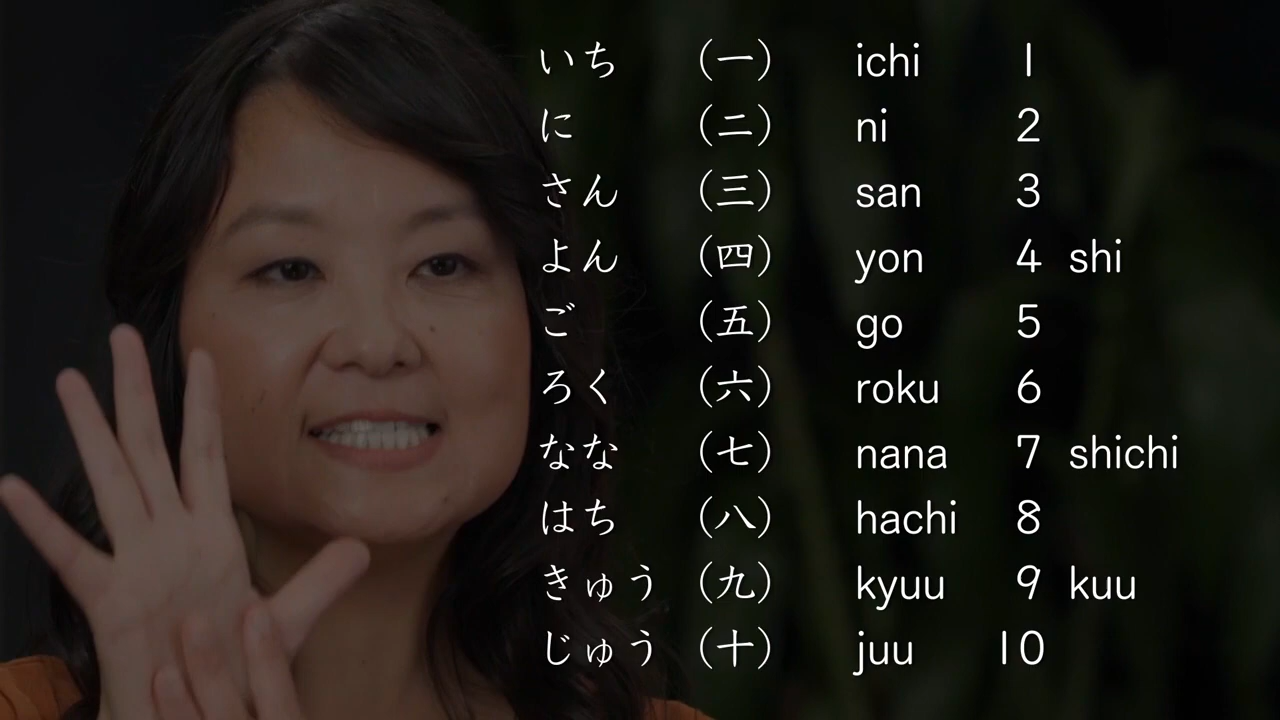 いち （一） ichi 1
に （二） ni 2
さん （三） san 3
よん （四） yon 4 shi
ご （五） go 5
ろく （六） roku 6
なな （七） nana 7 shichi
はち （八） hachi 8
きゅう （九） kyuu 9 kuu
じゅう （十） juu 10